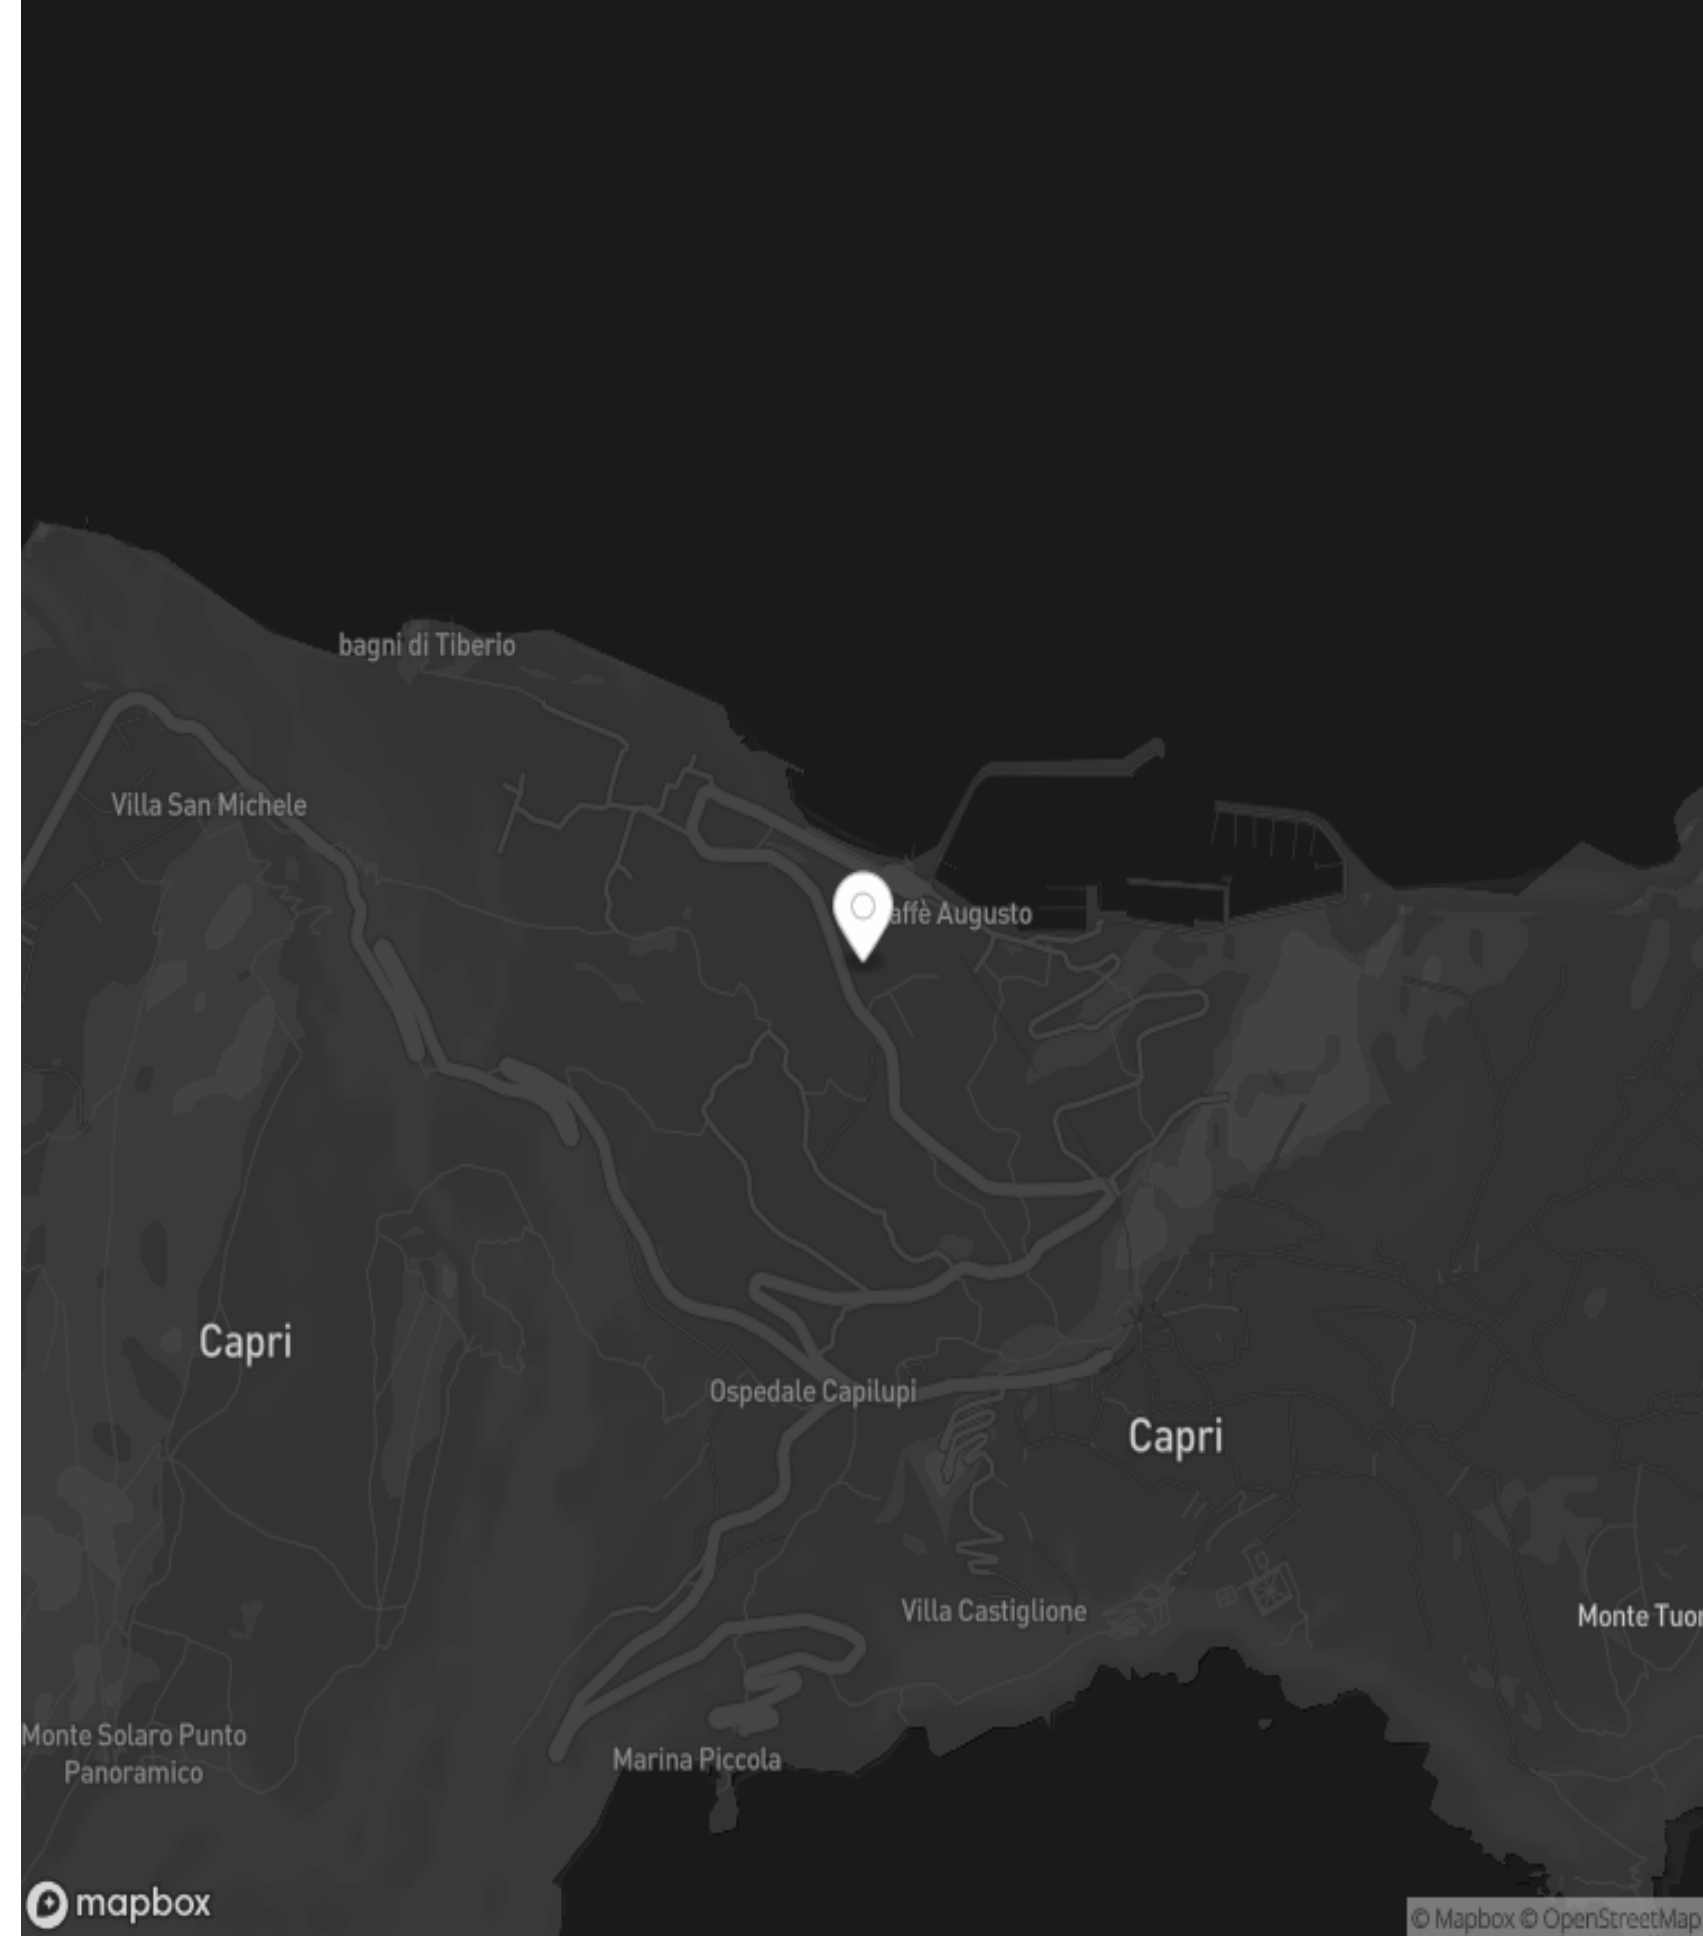 bagni di Tiberio
Villa San Michele
affè Augusto
Capri
Ospedale Capilupi
Capri
Villa Castiglione
Monte Tuor
Monte Solaro Punto
Panoramico
Marina Piccola
mapbox
© Mapbox © OpenStreetMap